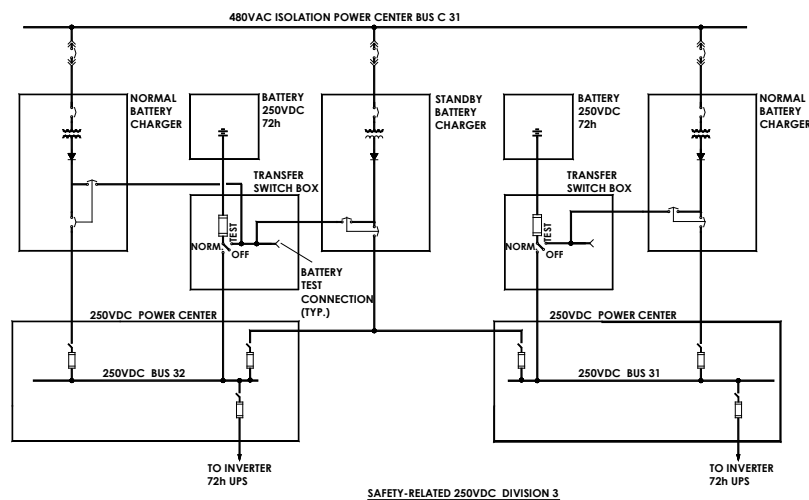 480VAC ISOLATION POWER CENTER BUS C 31
NORMAL
BATTERY
CHARGER
BATTERY
250VDC
72h
STANDBY
BATTERY
CHARGER
BATTERY
250VDC
72h
NORMAL
BATTERY
CHARGER
TRANSFER
SWITCH BOX
TRANSFER
SWITCH BOX
TEST
NORM.
OFF
TEST
NORM.
OFF
BATTERY
TEST
CONNECTION
(TYP.)
250VDC POWER CENTER
250VDC POWER CENTER
250VDC BUS 32
250VDC BUS 31
TO INVERTER
72h UPS
TO INVERTER
72h UPS
SAFETY-RELATED 250VDC DIVISION 3